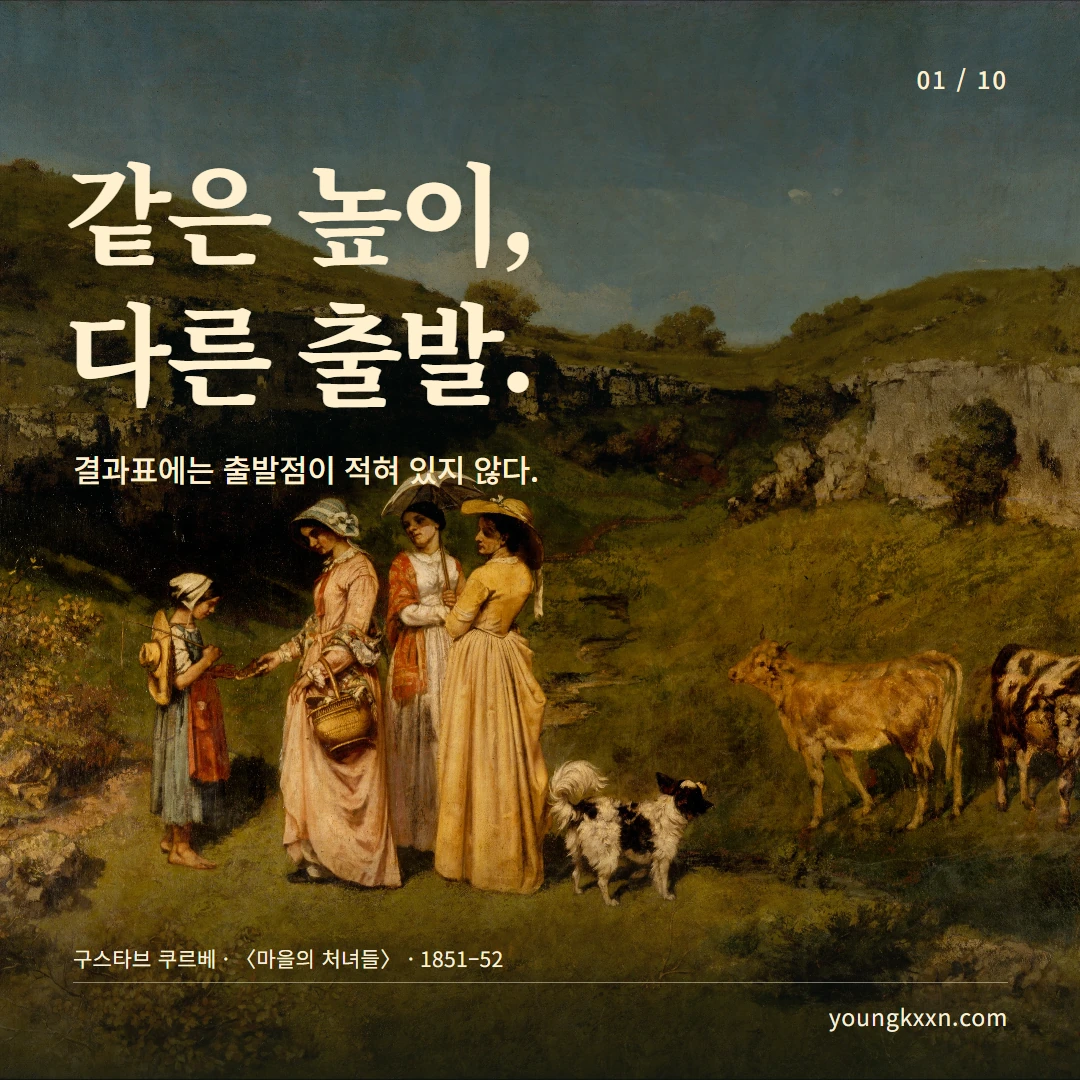 01 / 10
같은 높이,
다른 출발.
결과표에는 출발점이 적혀 있지 않다.
구스타브 쿠르베 · 〈마을의 처녀들〉 · 1851–52
youngkxxn.com